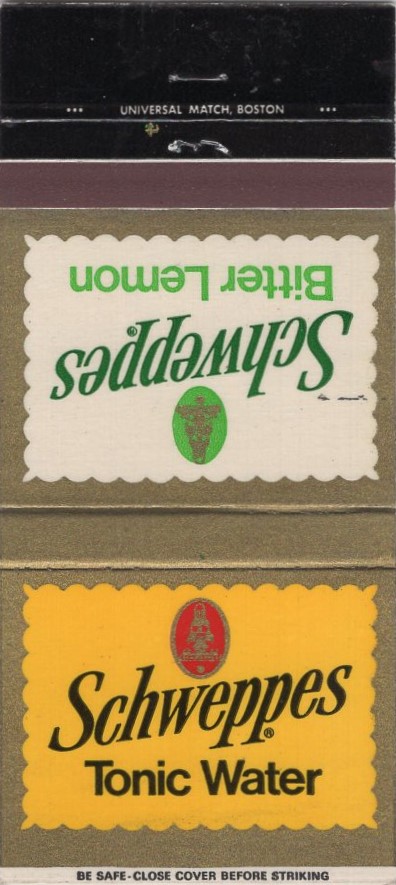 ••• UNIVERSAL MATCH, BOSTON •••
Bitter Lemon
Schweppes®
Schweppes®
Tonic Water
BE SAFE-CLOSE COVER BEFORE STRIKING